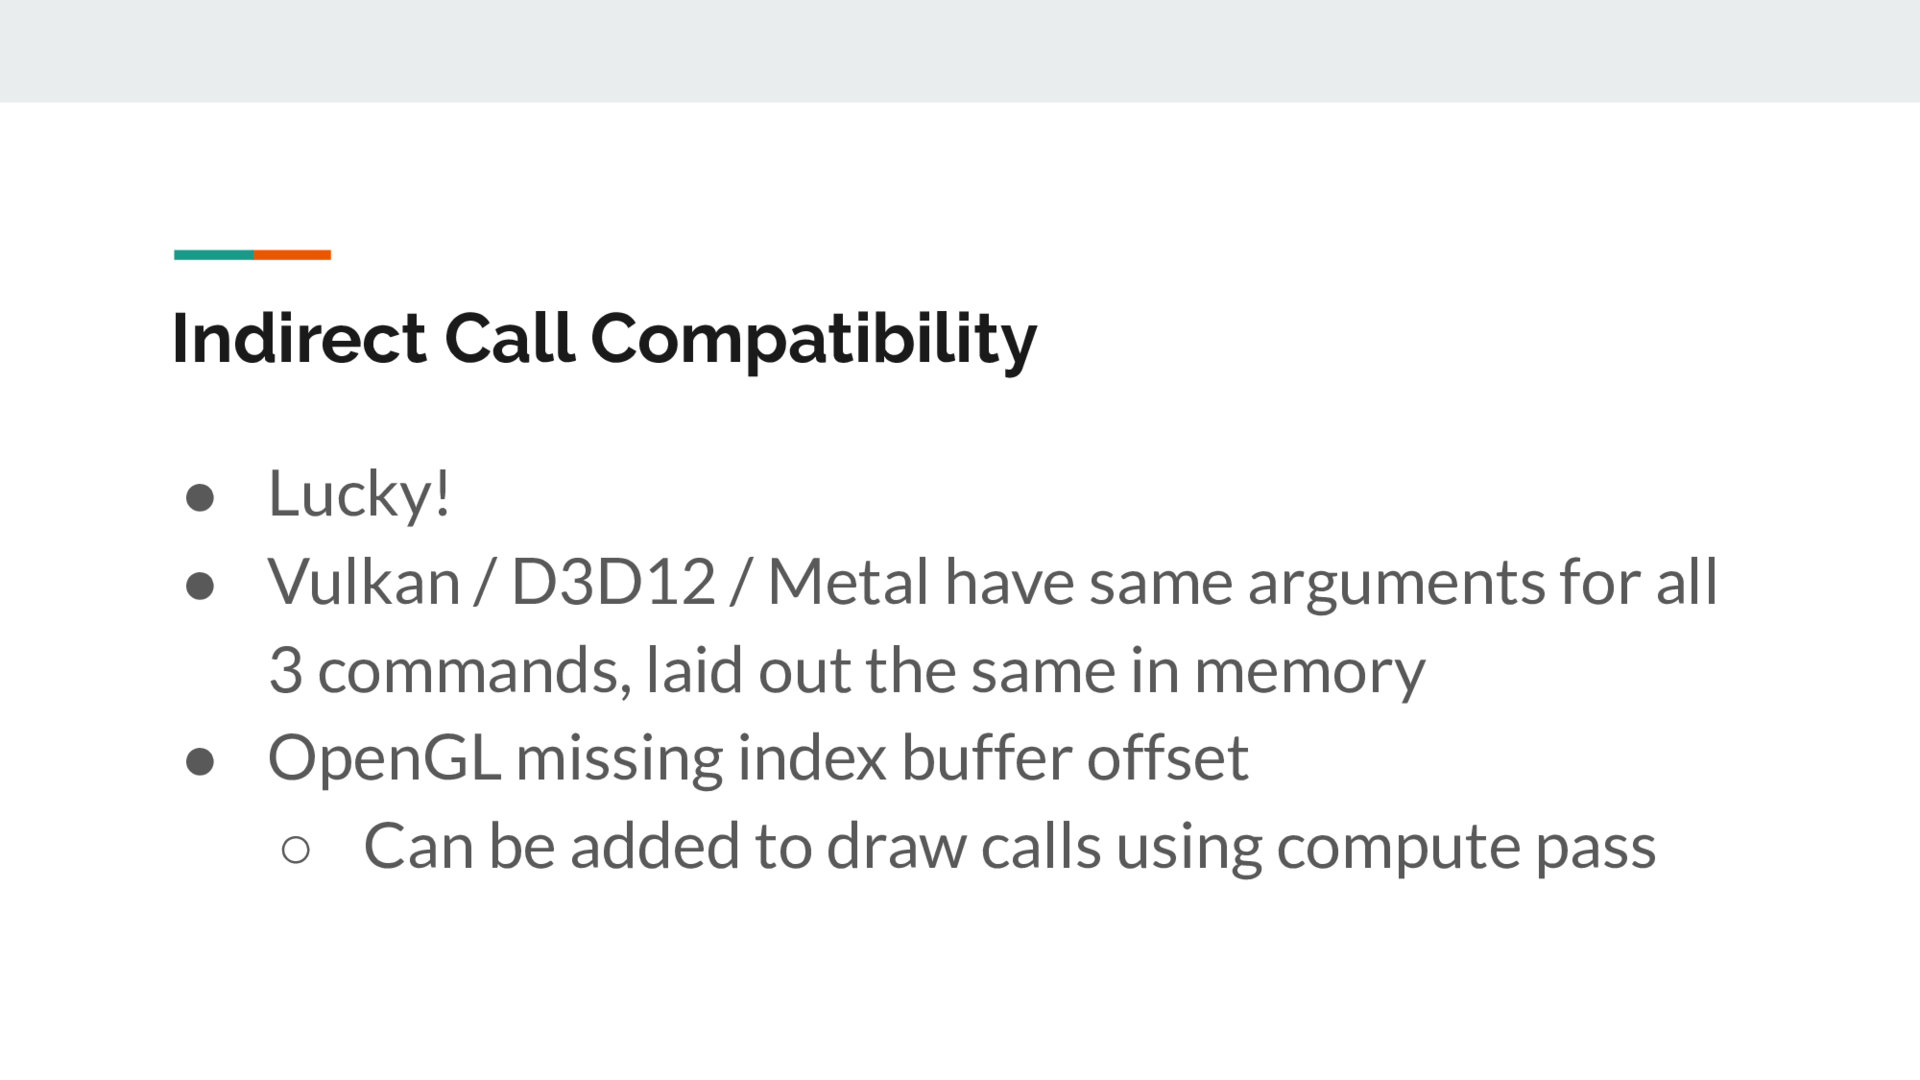 Indirect Call Compatibility
● Lucky!
● Vulkan / D3D12 / Metal have same arguments for all
3 commands, laid out the same in memory
● OpenGL missing index buffer offset
○ Can be added to draw calls using compute pass